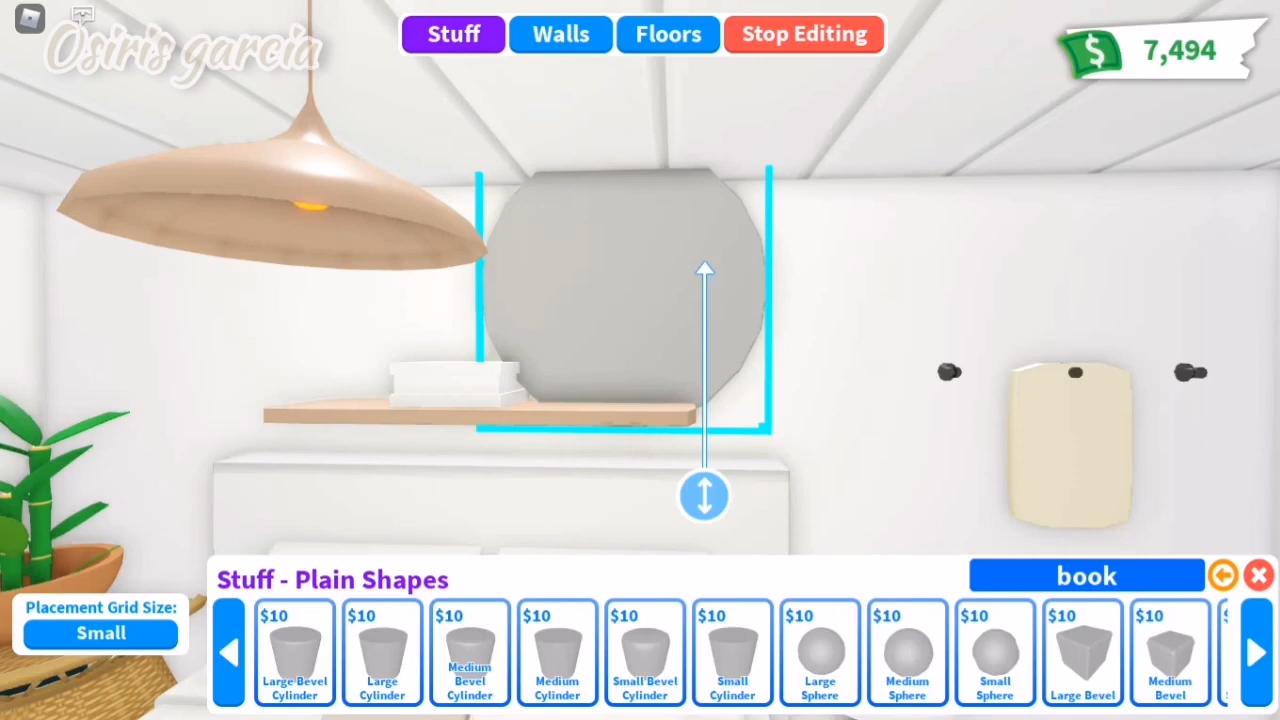 Osiris garcia
Stuff
Walls
Floors
Stop Editing
$ 7,494
Stuff - Plain Shapes
book
Placement Grid Size:
Small
$10
Large Bevel
Cylinder
$10
Large
Cylinder
$10
Medium
Bevel
Cylinder
$10
Medium
Cylinder
$10
Small Bevel
Cylinder
$10
Small
Cylinder
$10
Large
Sphere
$10
Medium
Sphere
$10
Small
Sphere
$10
Large Bevel
$10
Medium
Bevel
$